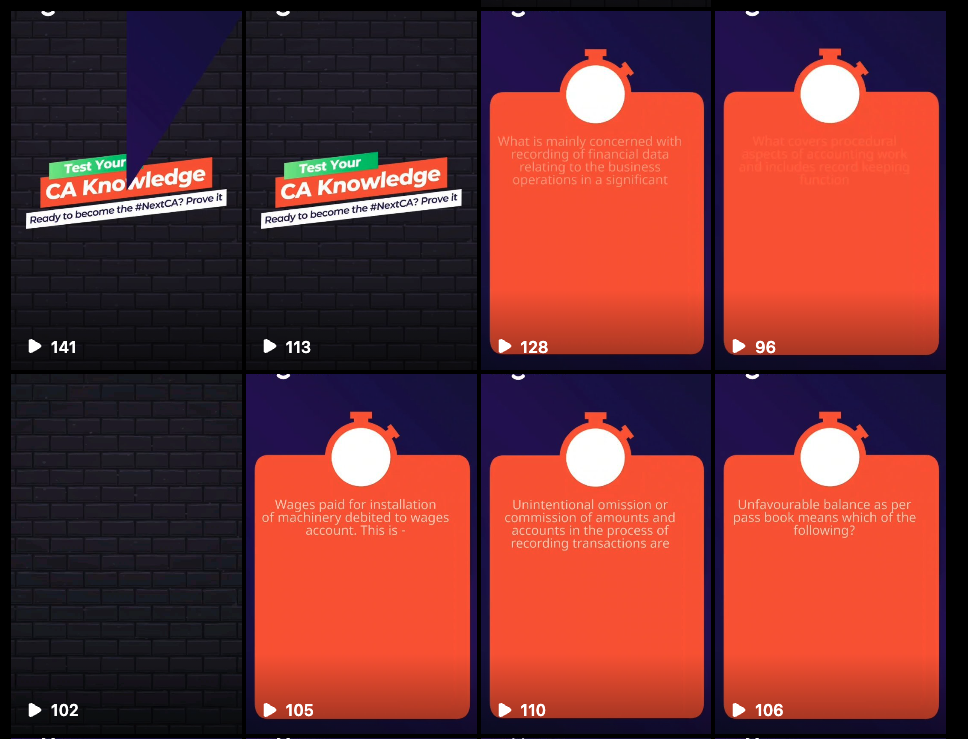 Test Your
CA Knowledge
Ready to become the #NextCA? Prove it
141
Test Your
CA Knowledge
Ready to become the #NextCA? Prove it
113
What is mainly concerned with
recording of financial data
relating to the business
operations in a significant
128
What covers procedural
aspects of accounting work
and includes record keeping
function
96
102
Wages paid for installation
of machinery debited to wages
account. This is -
105
Unintentional omission or
commission of amounts and
accounts in the process of
recording transactions are
110
Unfavourable balance as per
pass book means which of the
following?
106